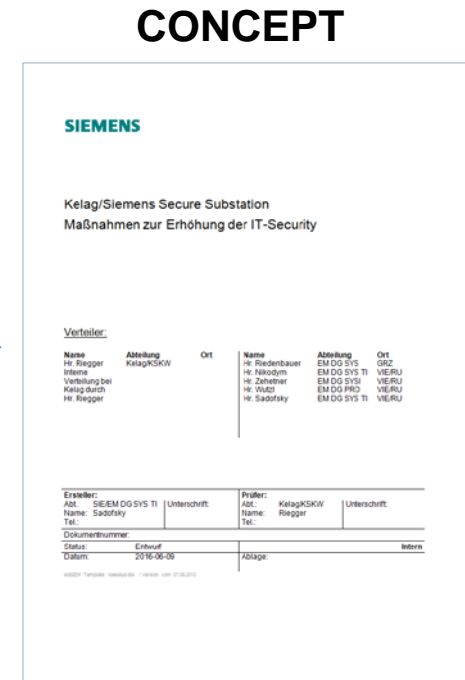 CONCEPT
SIEMENS
Kelag/Siemens Secure Substation
Maßnahmen zur Erhöhung der IT-Security
Verteiler:
Name Abteilung Ort Name Abteilung Ort
Hr. Riegger Kelag/KSKW Hr. Riedenbauer EM DG SYS GRZ
Interne Hr. Nikodym EM DG SYS TI VIE/RU
Verteilung bei Hr. Zehetner EM DG SYSI VIE/RU
Kelag durch Hr. Wutzl EM DG PRO VIE/RU
Hr. Riegger Hr. Sadofsky EM DG SYS TI VIE/RU
Ersteller: Prüfer:
Abt.: SIE/EM DG SYS TI Unterschrift: Abt.: Kelag/KSKW Unterschrift:
Name: Sadofsky Name: Riegger
Tel.: Tel.:
Dokumentnummer:
Status: Entwurf Intern
Datum: 2016-06-09 Ablage: